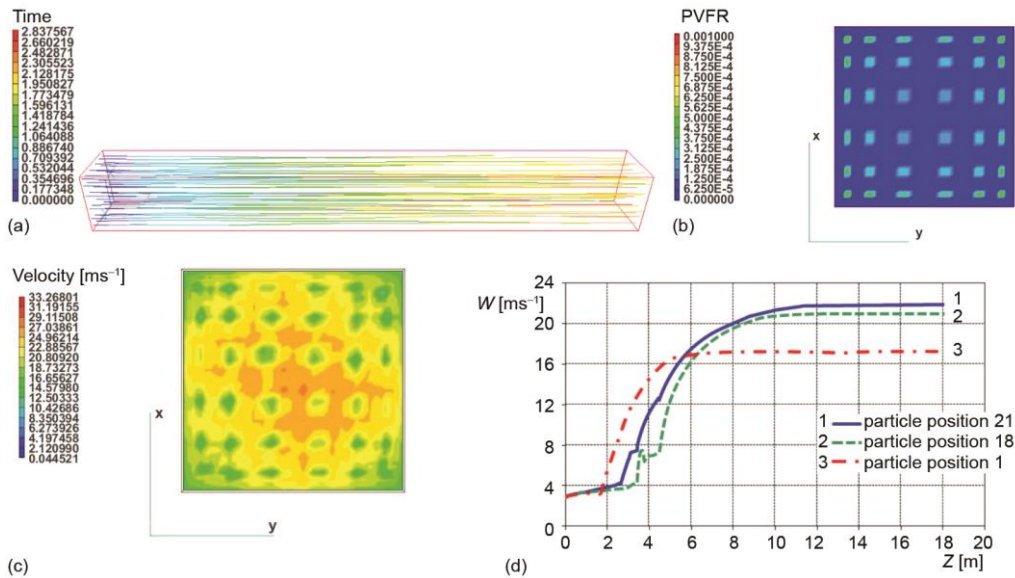 Time
2.837567
2.660219
2.482871
2.305523
2.128175
1.950827
1.773479
1.596131
1.418784
1.241436
1.064088
0.886740
0.709392
0.532044
0.354696
0.177348
0.000000
(a)
PVFR
0.001000
9.375E-4
8.750E-4
8.125E-4
7.500E-4
6.875E-4
6.250E-4
5.625E-4
5.000E-4
4.375E-4
3.750E-4
3.125E-4
2.500E-4
1.875E-4
1.250E-4
6.250E-5
0.000000
x
y
(b)
Velocity [ms⁻¹]
33.26801
31.19155
29.11508
27.03861
24.96214
22.88567
20.80920
18.73274
16.65627
14.57980
12.50333
10.42686
8.350394
6.273926
4.197458
2.120990
0.044521
x
y
(c)
24
W [ms⁻¹]
20
16
12
8
4
0
1
2
3
1 particle position 21
2 particle position 18
3 particle position 1
0 2 4 6 8 10 12 14 16 18 20
Z [m]
(d)